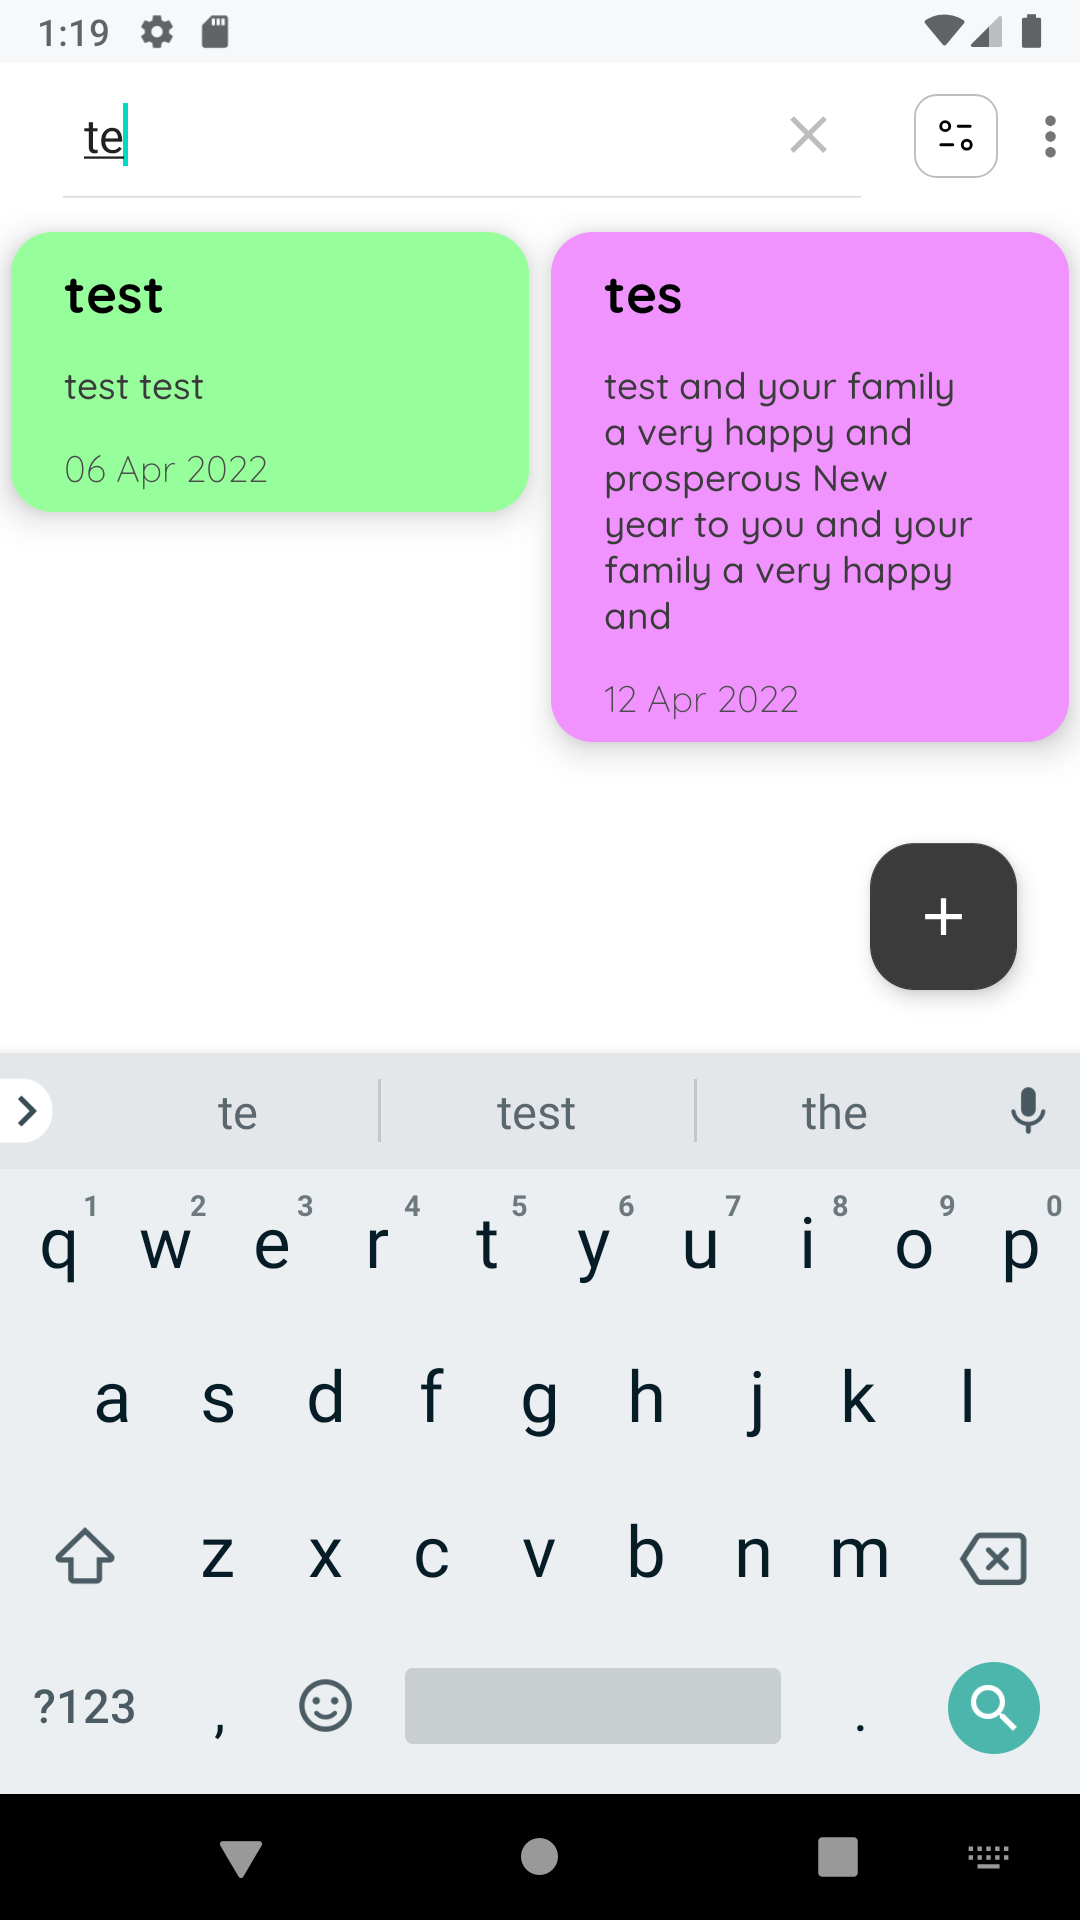 1:19
te
test
test test
06 Apr 2022
tes
test and your family
a very happy and
prosperous New
year to you and your
family a very happy
and
12 Apr 2022
te test the
1 2 3 4 5 6 7 8 9 0
q w e r t y u i o p
a s d f g h j k l
z x c v b n m
?123 , .